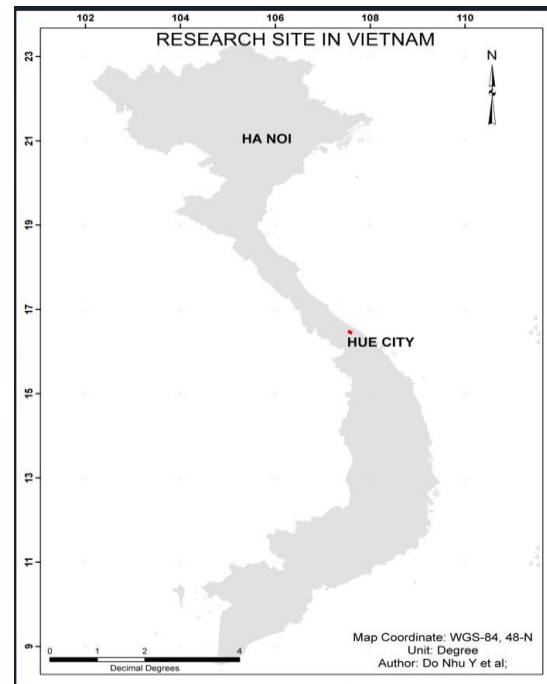 102 104 106 108 110
RESEARCH SITE IN VIETNAM
N
23
21
HA NOI
19
17
HUE CITY
15
13
11
9
0 1 2 4
Decimal Degrees
Map Coordinate: WGS-84, 48-N
Unit: Degree
Author: Do Nhu Y et al;